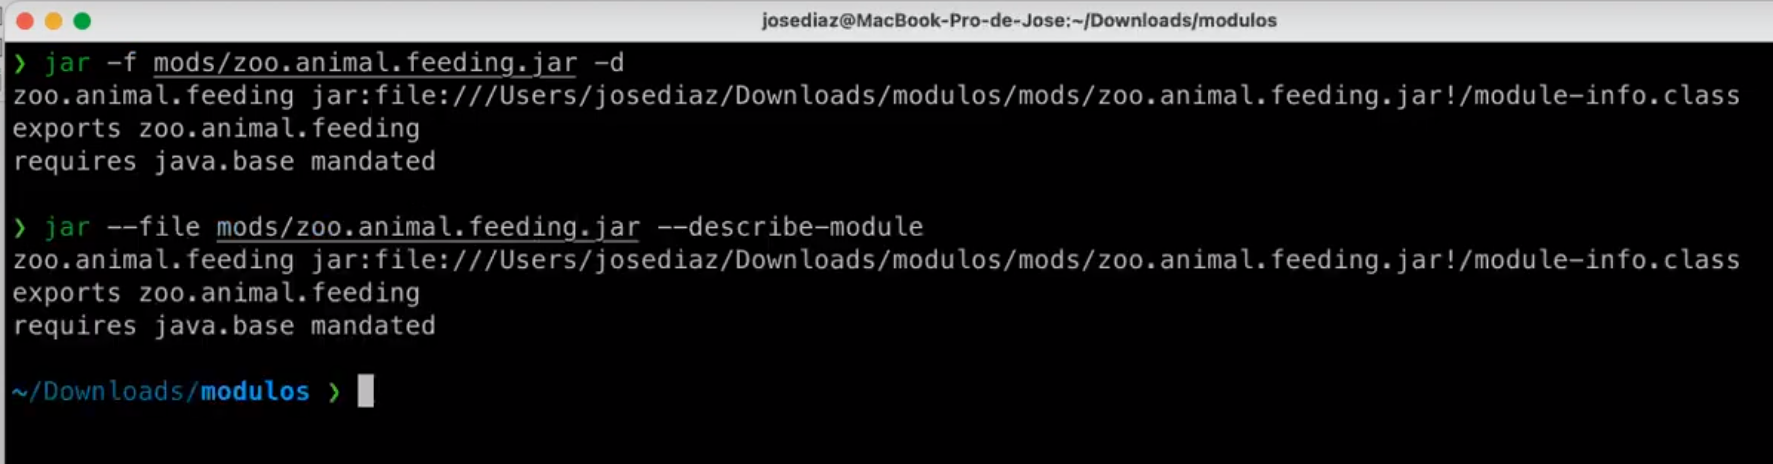 josediaz@MacBook-Pro-de-Jose:~/Downloads/modulos
❯ jar -f mods/zoo.animal.feeding.jar -d
zoo.animal.feeding jar:file:///Users/josediaz/Downloads/modulos/mods/zoo.animal.feeding.jar!/module-info.class
exports zoo.animal.feeding
requires java.base mandated
❯ jar --file mods/zoo.animal.feeding.jar --describe-module
zoo.animal.feeding jar:file:///Users/josediaz/Downloads/modulos/mods/zoo.animal.feeding.jar!/module-info.class
exports zoo.animal.feeding
requires java.base mandated
~/Downloads/modulos ❯